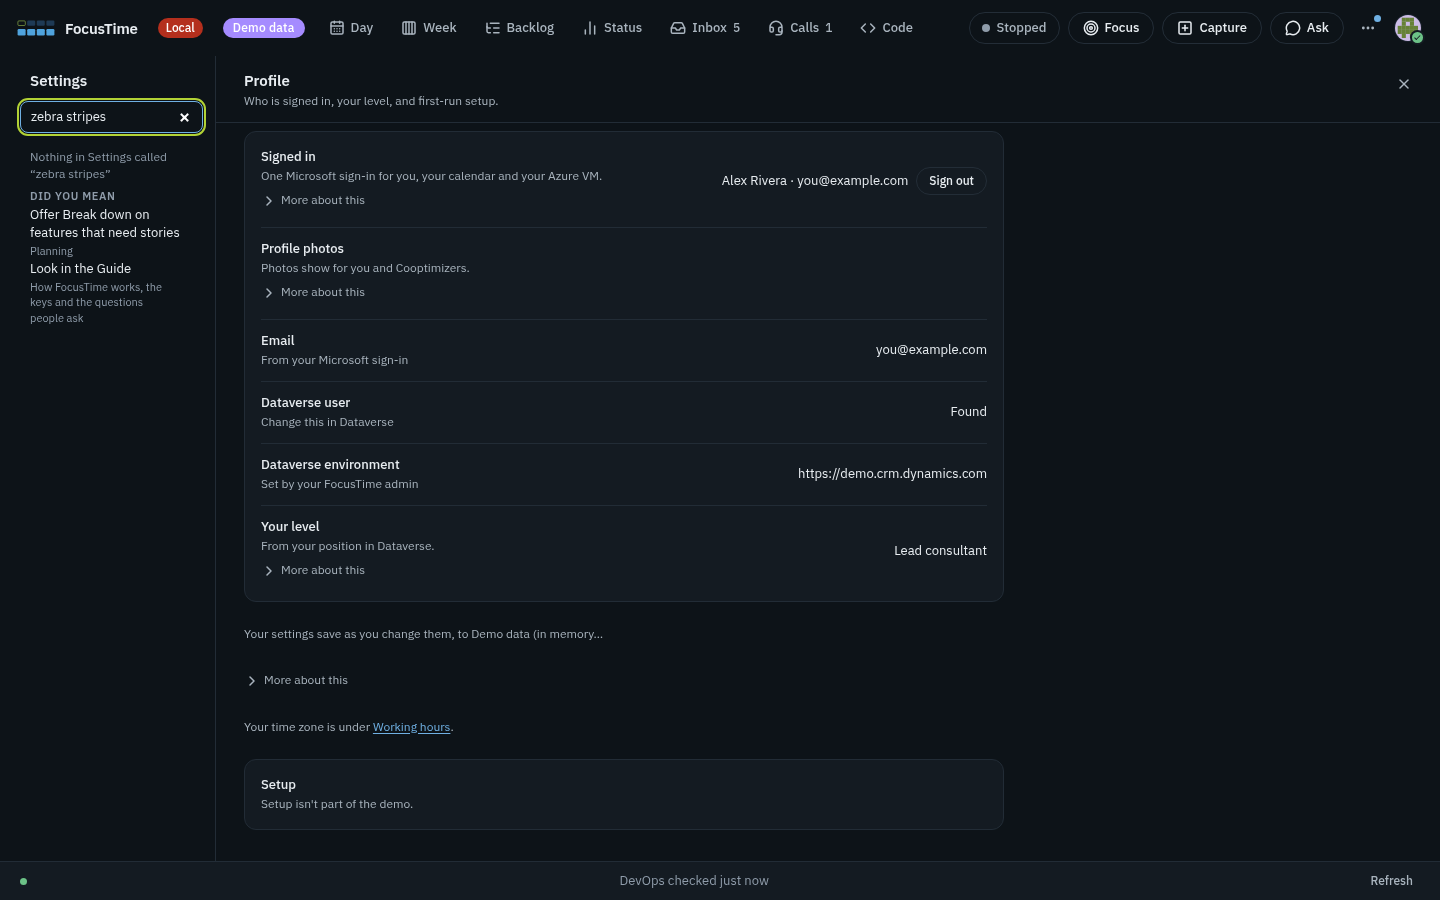 FocusTime
Local
Demo data
Day
Week
Backlog
Status
Inbox 5
Calls 1
Code
Stopped
Focus
Capture
Ask
Settings
zebra stripes
Nothing in Settings called
“zebra stripes”
DID YOU MEAN
Offer Break down on
features that need stories
Planning
Look in the Guide
How FocusTime works, the
keys and the questions
people ask
Profile
Who is signed in, your level, and first-run setup.
Signed in
One Microsoft sign-in for you, your calendar and your Azure VM.
More about this
Alex Rivera · you@example.com
Sign out
Profile photos
Photos show for you and Cooptimizers.
More about this
Email
From your Microsoft sign-in
you@example.com
Dataverse user
Change this in Dataverse
Found
Dataverse environment
Set by your FocusTime admin
https://demo.crm.dynamics.com
Your level
From your position in Dataverse.
More about this
Lead consultant
Your settings save as you change them, to Demo data (in memory...
More about this
Your time zone is under Working hours.
Setup
Setup isn't part of the demo.
DevOps checked just now
Refresh